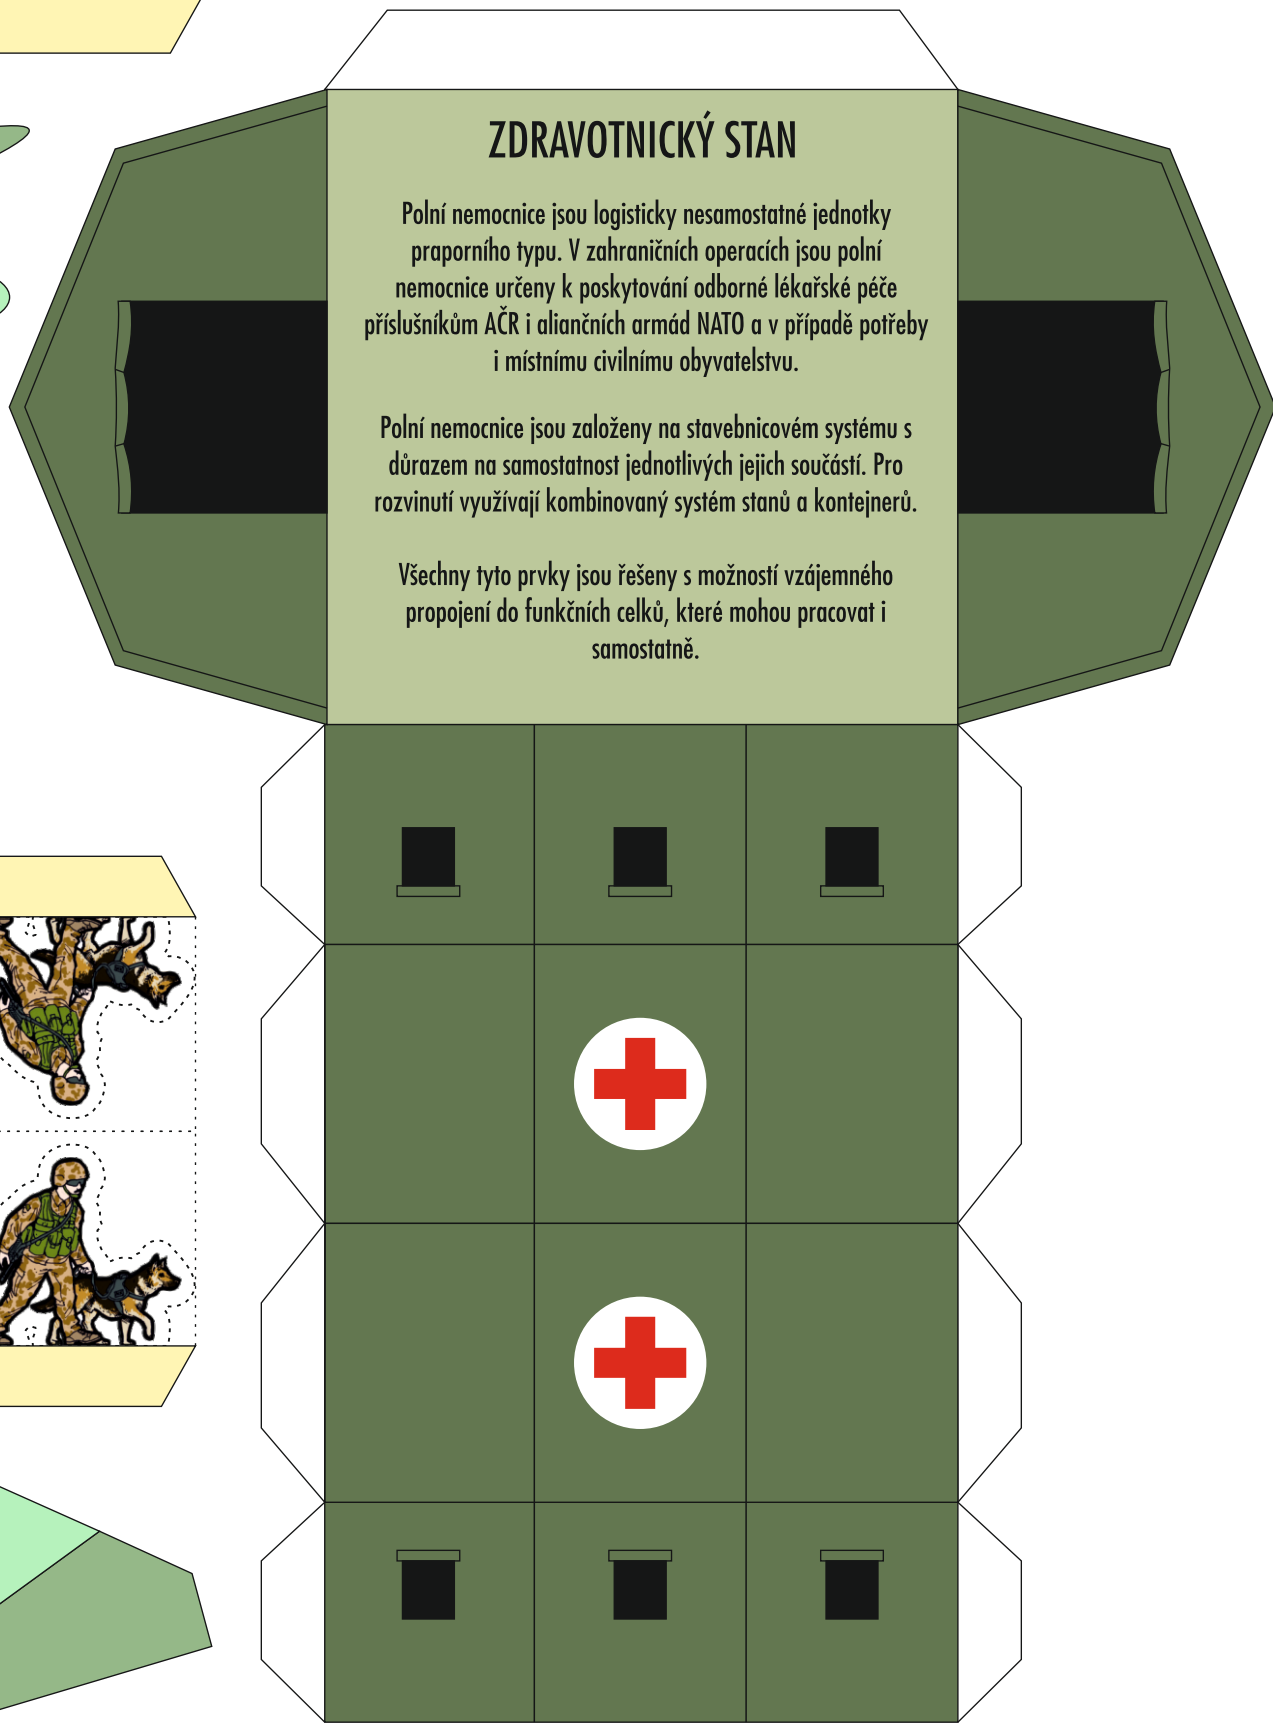 ZDRAVOTNICKÝ STAN
Polní nemocnice jsou logisticky nesamostatné jednotky
praporního typu. V zahraničních operacích jsou polní
nemocnice určeny k poskytování odborné lékařské péče
příslušníkům AČR i aliančních armád NATO a v případě potřeby
i místnímu civilnímu obyvatelstvu.
Polní nemocnice jsou založeny na stavebnicovém systému s
důrazem na samostatnost jednotlivých jejich součástí. Pro
rozvinutí využívají kombinovaný systém stanů a kontejnerů.
Všechny tyto prvky jsou řešeny s možností vzájemného
propojení do funkčních celků, které mohou pracovat i
samostatně.